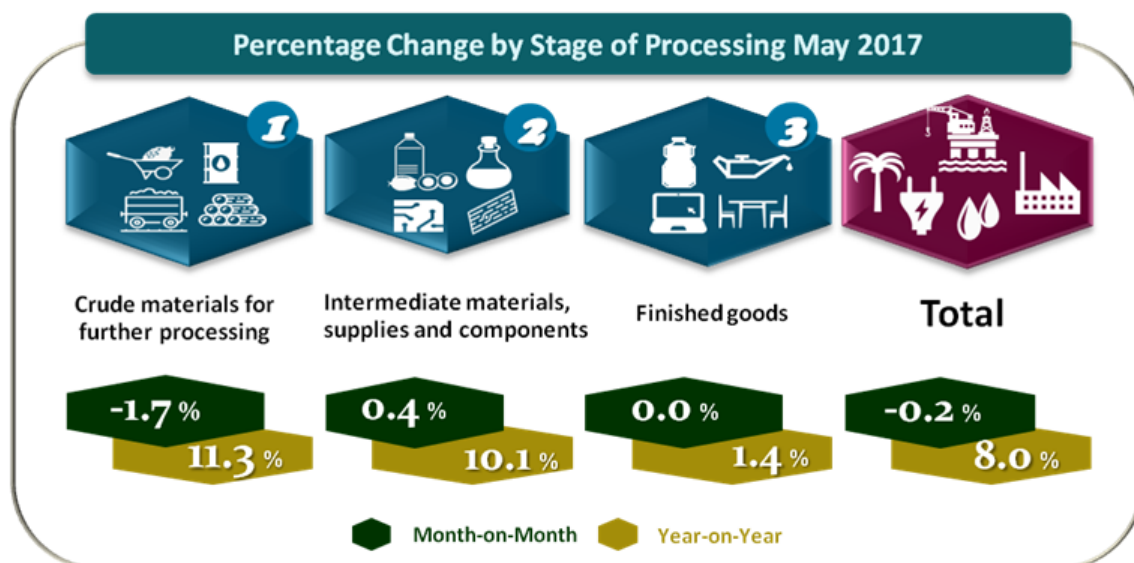 Percentage Change by Stage of Processing May 2017
1
2
3
Crude materials for
further processing
Intermediate materials,
supplies and components
Finished goods
Total
-1.7 %
11.3 %
0.4 %
10.1 %
0.0 %
1.4 %
-0.2 %
8.0 %
Month-on-Month
Year-on-Year